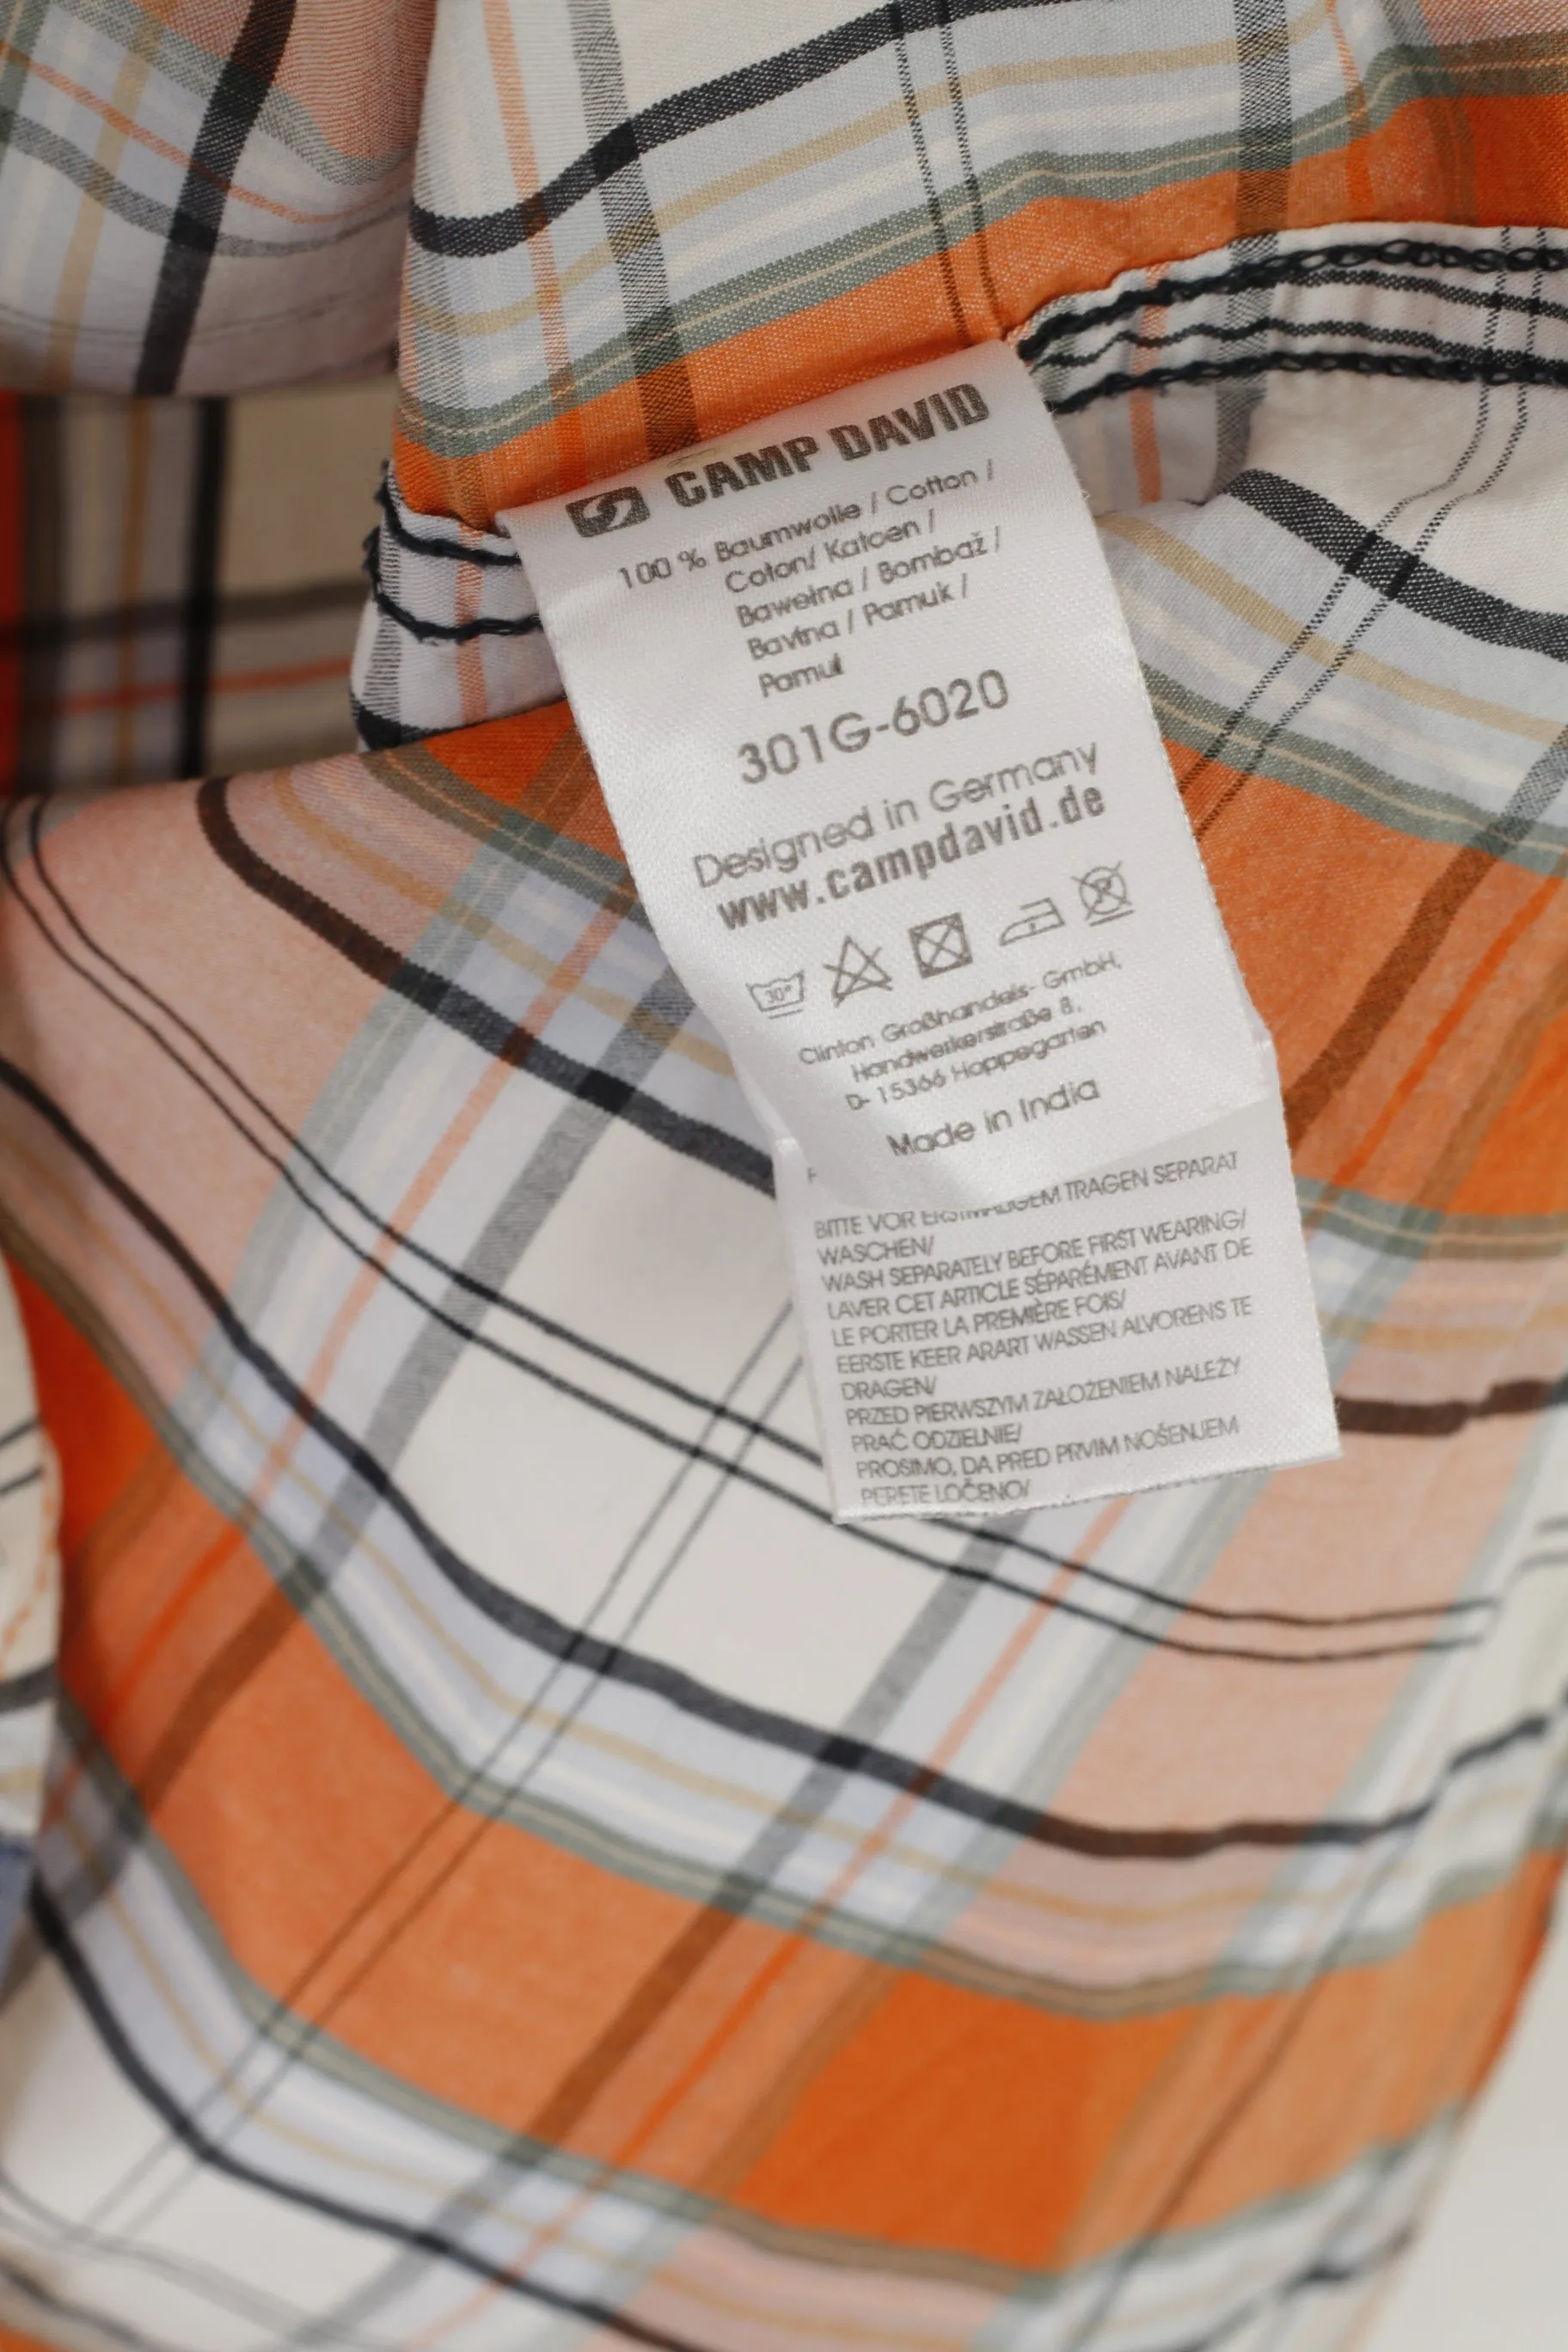 CAMP DAVID
100 % Baumwolle / Cotton /
Coton/ Katoen /
Bawełna / Bombaž /
Bavlna / Pamuk /
Pamut
301G-6020
Designed in Germany
www.campdavid.de
30°
P
Clinton Großhandels- GmbH,
Handwerkerstraße 8,
D- 15366 Hoppegarten
Made in India
BITTE VOR ERSTMALIGEM TRAGEN SEPARAT
WASCHEN/
WASH SEPARATELY BEFORE FIRST WEARING/
LAVER CET ARTICLE SÉPARÉMENT AVANT DE
LE PORTER LA PREMIÈRE FOIS/
EERSTE KEER APART WASSEN ALVORENS TE
DRAGEN/
PRZED PIERWSZYM ZAŁOŻENIEM NALEŻY
PRAĆ ODZIELNIE/
PROSIMO, DA PRED PRVIM NOŠENJEM
PERETE LOČENO/